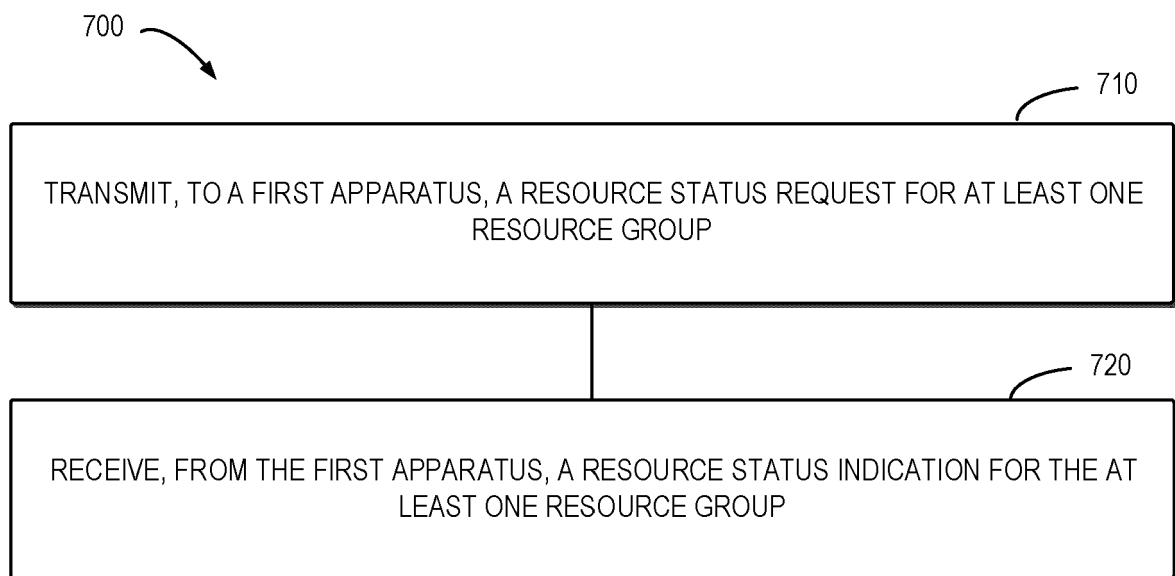 700
710
TRANSMIT, TO A FIRST APPARATUS, A RESOURCE STATUS REQUEST FOR AT LEAST ONE
RESOURCE GROUP
720
RECEIVE, FROM THE FIRST APPARATUS, A RESOURCE STATUS INDICATION FOR THE AT
LEAST ONE RESOURCE GROUP